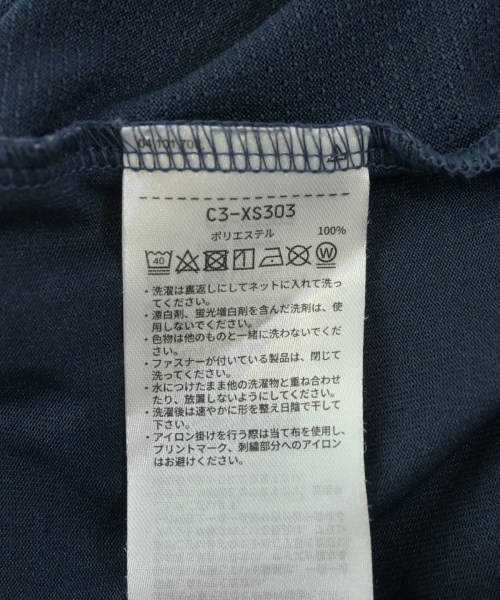 C3-XS303
ポリエステル 100%
40
W
・洗濯は裏返しにしてネットに入れて洗っ
てください。
・漂白剤、蛍光増白剤を含んだ洗剤は、使
用しないでください。
・色物は他のものと一緒に洗わないでくだ
さい。
・ファスナーが付いている製品は、閉じて
洗ってください。
・水につけたまま他の洗濯物と重ね合わせ
たり、放置しないようにしてください。
・洗濯後は速やかに形を整え日陰で干して
下さい。
・アイロン掛けを行う際は当て布を使用し、
プリントマーク、刺繍部分へのアイロン
はお避けください。